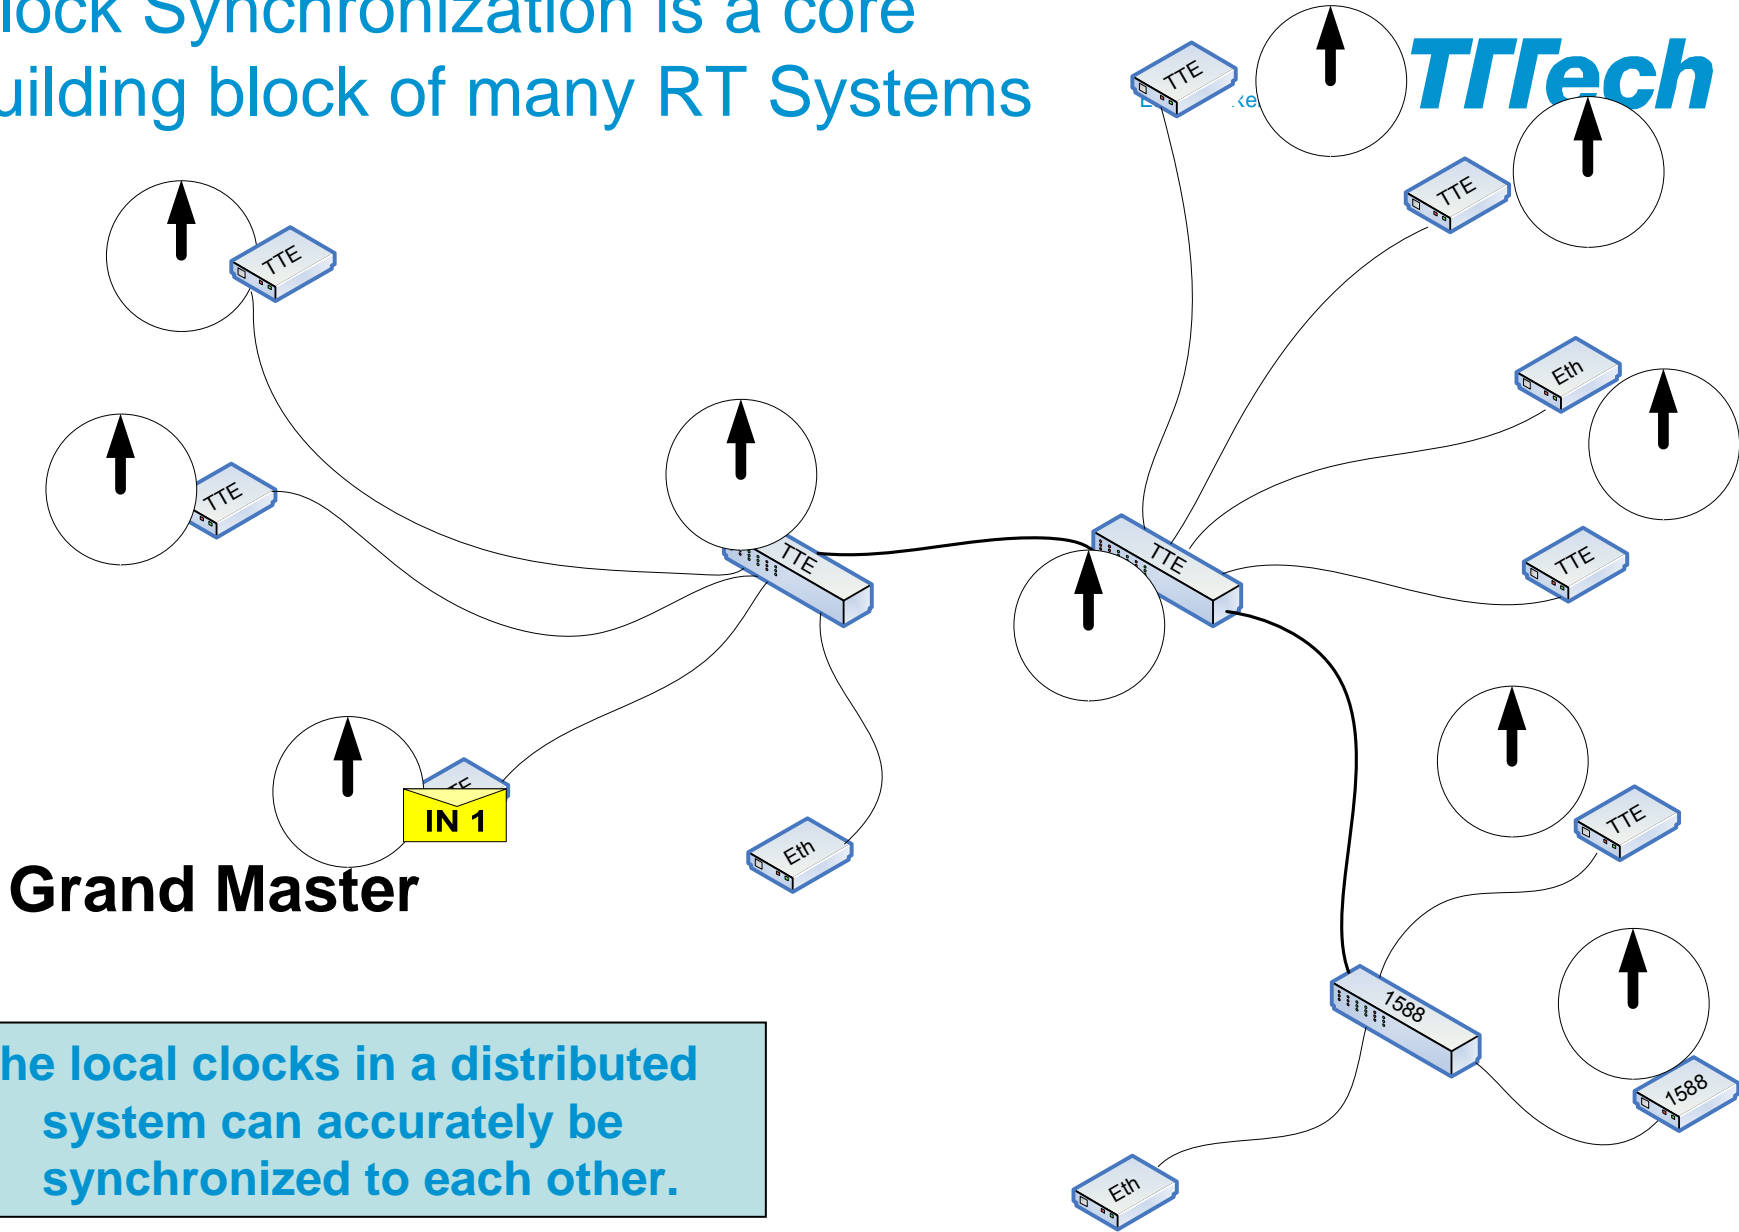 lock Synchronization is a core
uilding block of many RT Systems
TTTech
TTE
TTE
TTE
Eth
TTE
TTE
TTE
TTE
IN 1
Eth
Grand Master
TTE
1588
1588
Eth
he local clocks in a distributed
system can accurately be
synchronized to each other.